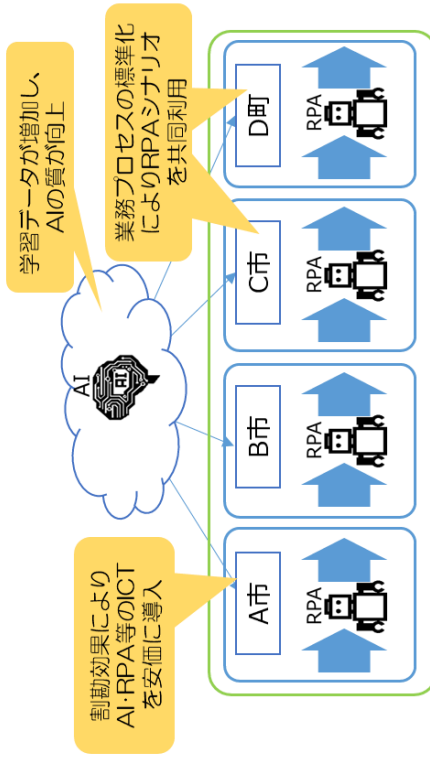 学習データが増加し、
AIの質が向上
業務プロセスの標準化
によりRPAシナリオ
を共同利用
割勘効果により
AI・RPA等のICT
を安価に導入
AI
AI
A市
B市
C市
D町
RPA
RPA
RPA
RPA